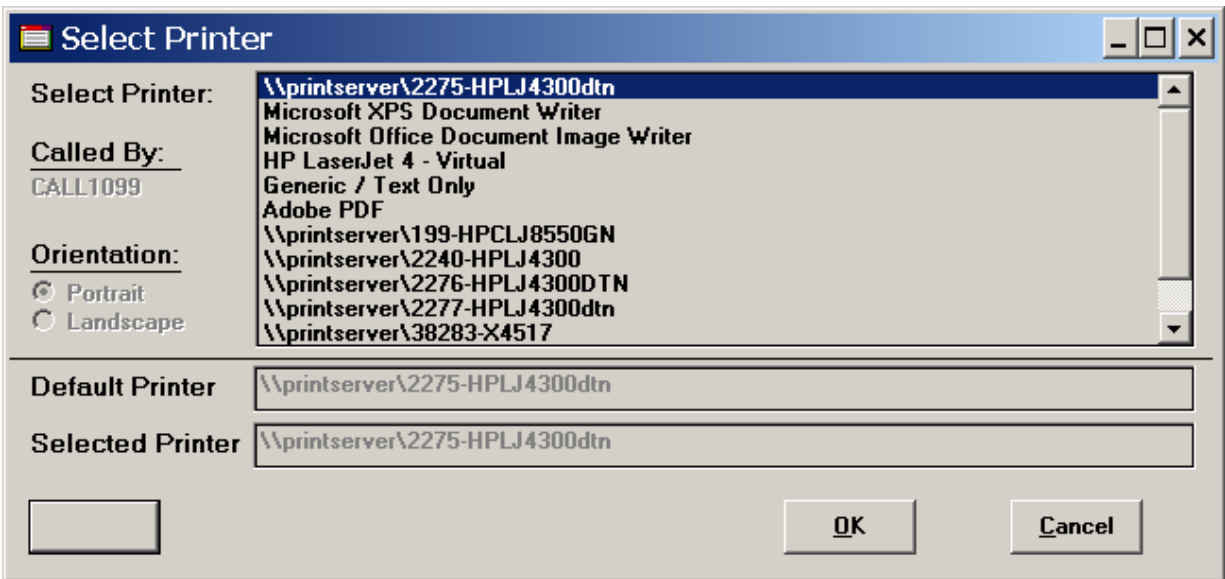 Select Printer
Select Printer:
\\printserver\2275-HPLJ4300dtn
Microsoft XPS Document Writer
Microsoft Office Document Image Writer
HP LaserJet 4 - Virtual
Generic / Text Only
Adobe PDF
\\printserver\199-HPCLJ8550GN
\\printserver\2240-HPLJ4300
\\printserver\2276-HPLJ4300DTN
\\printserver\2277-HPLJ4300dtn
\\printserver\38283-X4517
Called By:
CALL1099
Orientation:
Portrait
Landscape
Default Printer \\printserver\2275-HPLJ4300dtn
Selected Printer \\printserver\2275-HPLJ4300dtn
OK Cancel